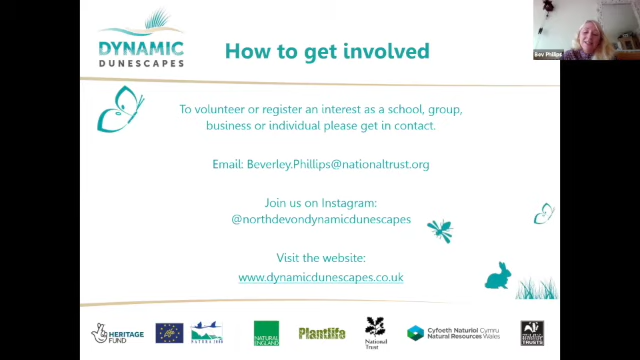 DYNAMIC
DUNESCAPES
How to get involved
Bev Phillips
To volunteer or register an interest as a school, group,
business or individual please get in contact.
Email: Beverley.Phillips@nationaltrust.org
Join us on Instagram:
@northdevondynamicdunescapes
Visit the website:
www.dynamicdunescapes.co.uk
HERITAGE
FUND
NATURA 2000
NATURAL
ENGLAND
Plantlife
National
Trust
Cyfoeth Naturiol Cymru
Natural Resources Wales